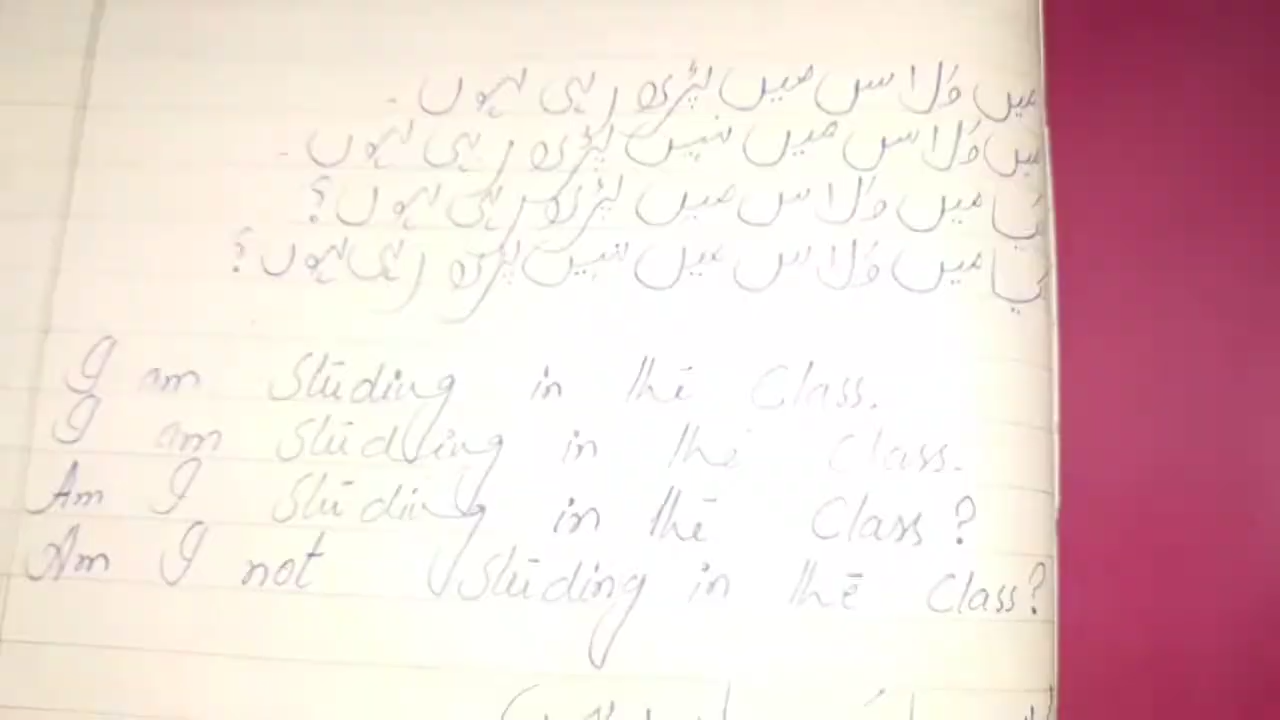 میں کلاس میں پڑھ رہی ہوں۔
میں کلاس میں نہیں پڑھ رہی ہوں۔
کیا میں کلاس میں پڑھ رہی ہوں؟
کیا میں کلاس میں نہیں پڑھ رہی ہوں؟
I am Studing in the Class.
I am Studing in the Class.
Am I Studing in the Class?
Am I not Studing in the Class?